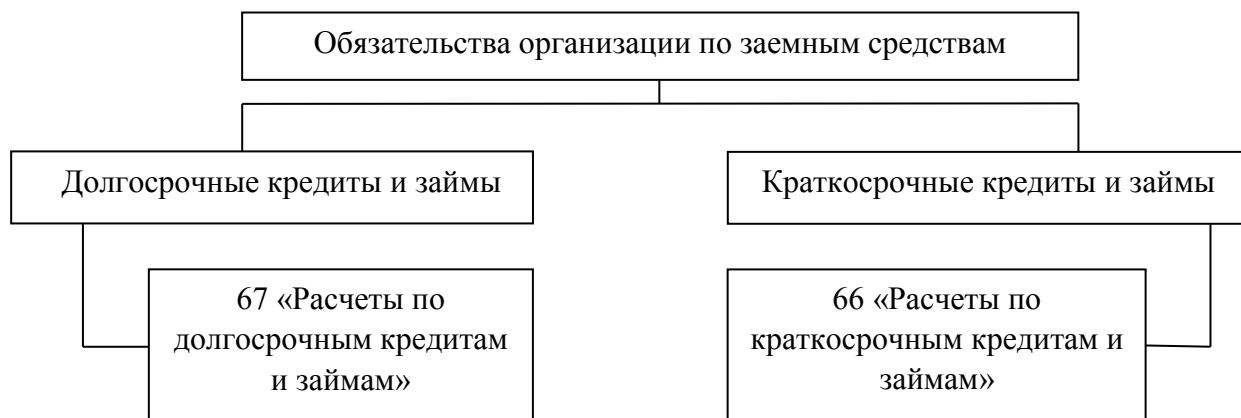 Обязательства организации по заемным средствам
Долгосрочные кредиты и займы
Краткосрочные кредиты и займы
67 «Расчеты по
долгосрочным кредитам
и займам»
66 «Расчеты по
краткосрочным кредитам и
займам»